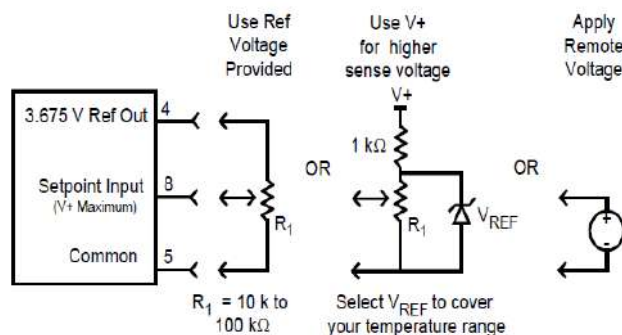 Use Ref
Voltage
Provided
Use V+
for higher
sense voltage
V+
Apply
Remote
Voltage
3.675 V Ref Out
4
1 kΩ
Setpoint Input
(V+ Maximum)
8
R1
OR
R1
VREF
OR
+
-
Common
5
R1 = 10 k to
100 kΩ
Select VREF to cover
your temperature range